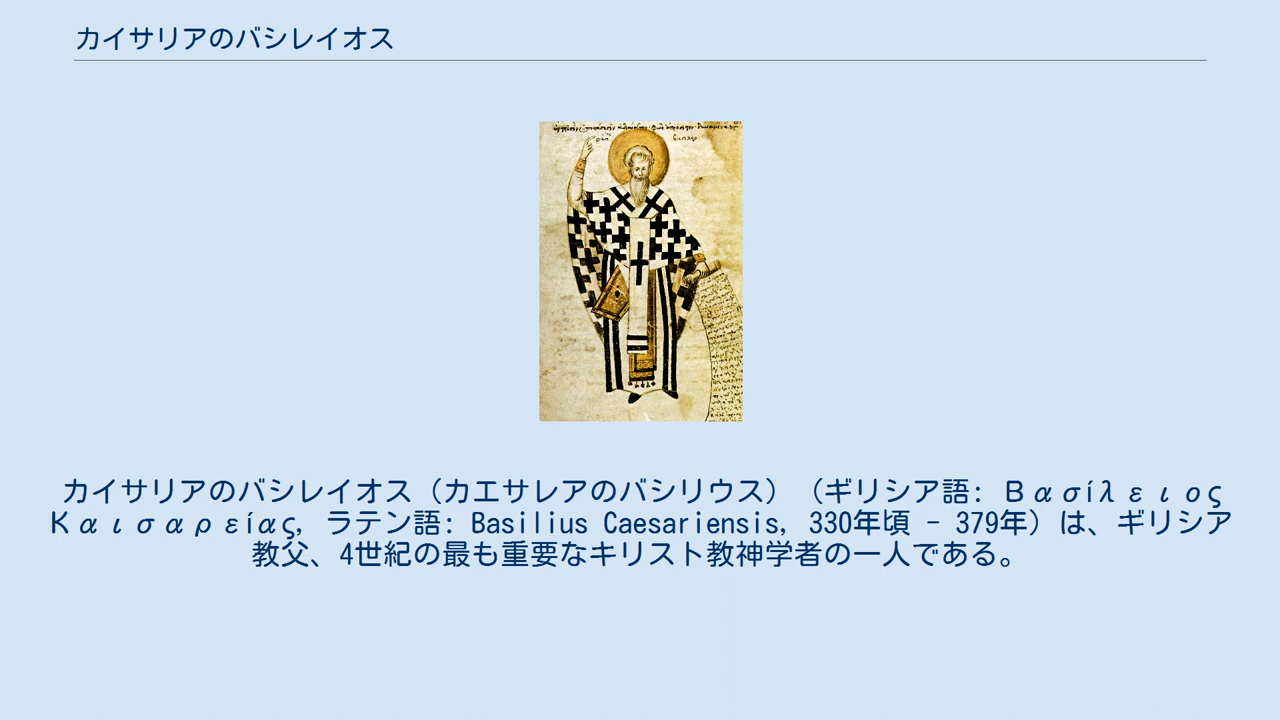 カイサリアのバシレイオス
カイサリアのバシレイオス（カエサレアのバシリウス）（ギリシア語: Βασίλειος
Καισαρείας, ラテン語: Basilius Caesariensis, 330年頃 - 379年）は、ギリシア
教父、4世紀の最も重要なキリスト教神学者の一人である。